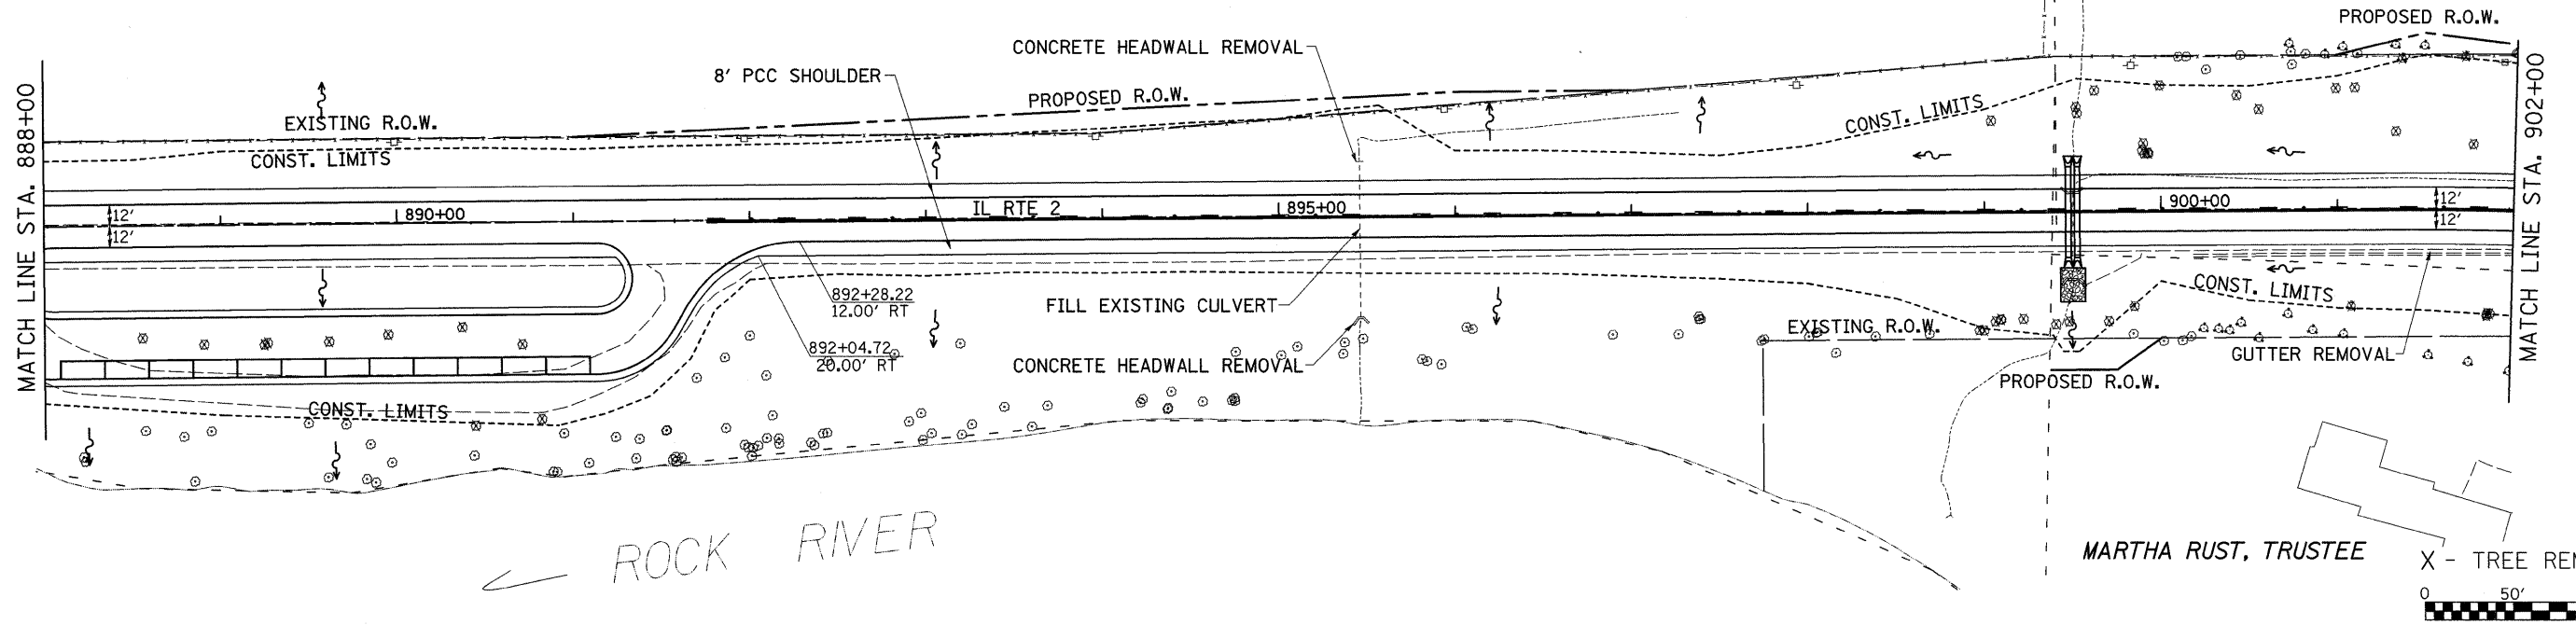 PROPOSED R.O.W.
CONCRETE HEADWALL REMOVAL
8' PCC SHOULDER
PROPOSED R.O.W.
EXISTING R.O.W.
CONST. LIMITS
CONST. LIMITS
MATCH LINE STA. 888+00
MATCH LINE STA. 902+00
12'
12'
890+00
IL RTE 2
895+00
900+00
12'
12'
892+28.22
12.00' RT
892+04.72
20.00' RT
FILL EXISTING CULVERT
CONST. LIMITS
EXISTING R.O.W.
CONCRETE HEADWALL REMOVAL
GUTTER REMOVAL
PROPOSED R.O.W.
CONST. LIMITS
ROCK RIVER
MARTHA RUST, TRUSTEE
X - TREE
0 50'